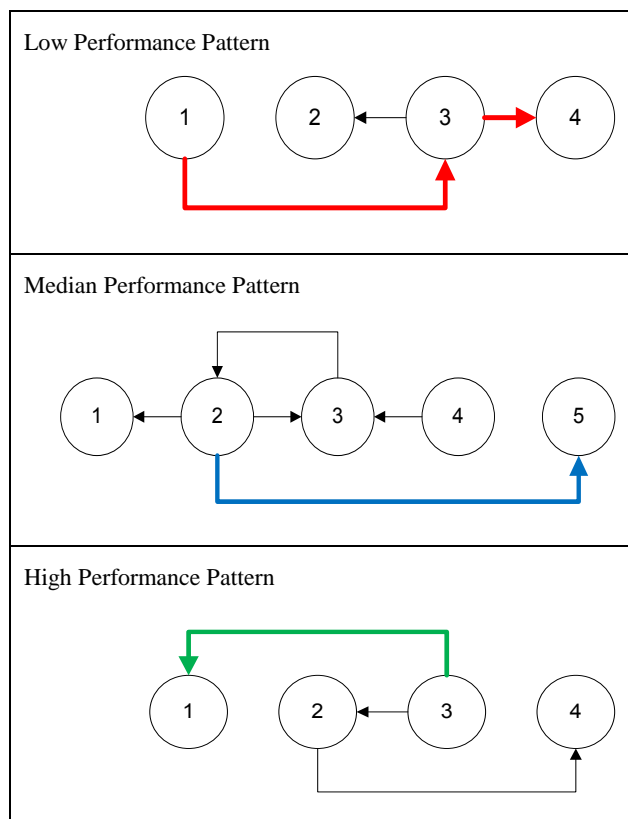 Low Performance Pattern
1 2 3 4
Median Performance Pattern
1 2 3 4 5
High Performance Pattern
1 2 3 4